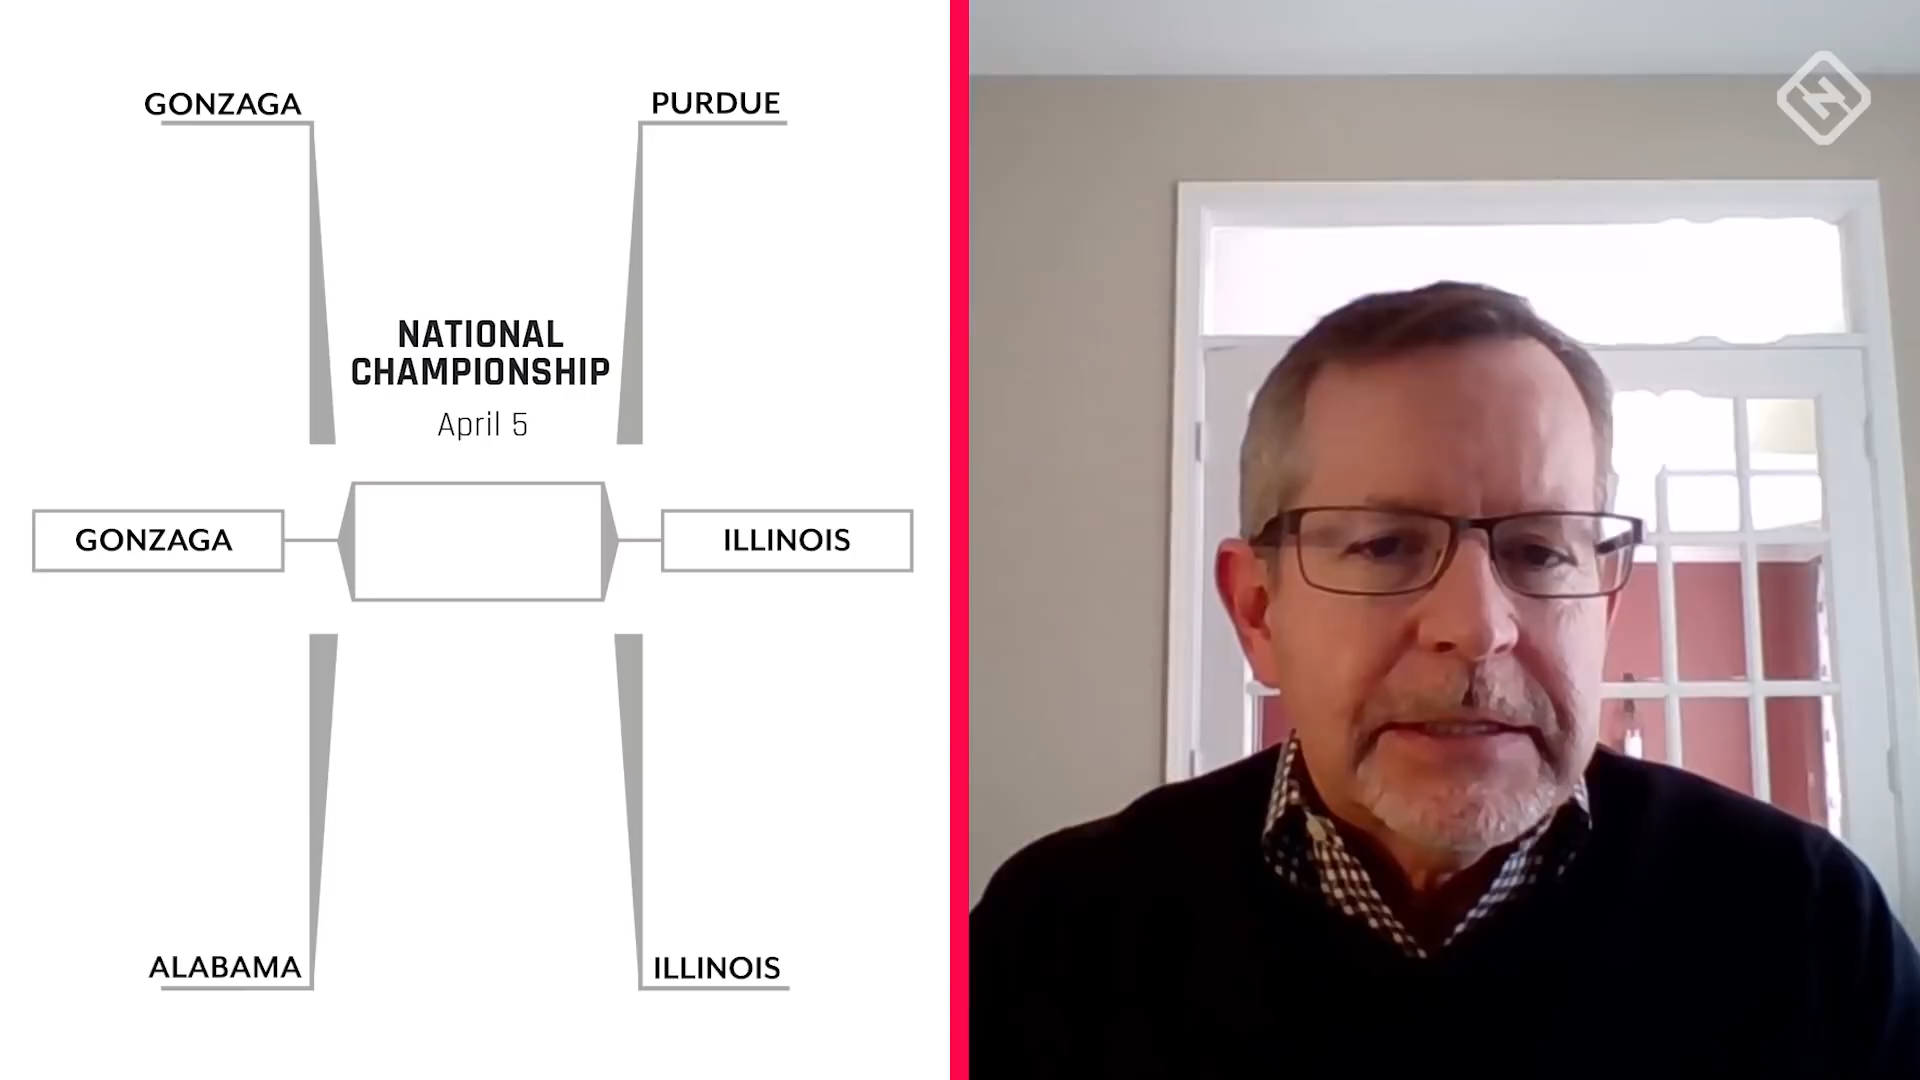 GONZAGA
PURDUE
NATIONAL
CHAMPIONSHIP
April 5
GONZAGA
ILLINOIS
ALABAMA
ILLINOIS